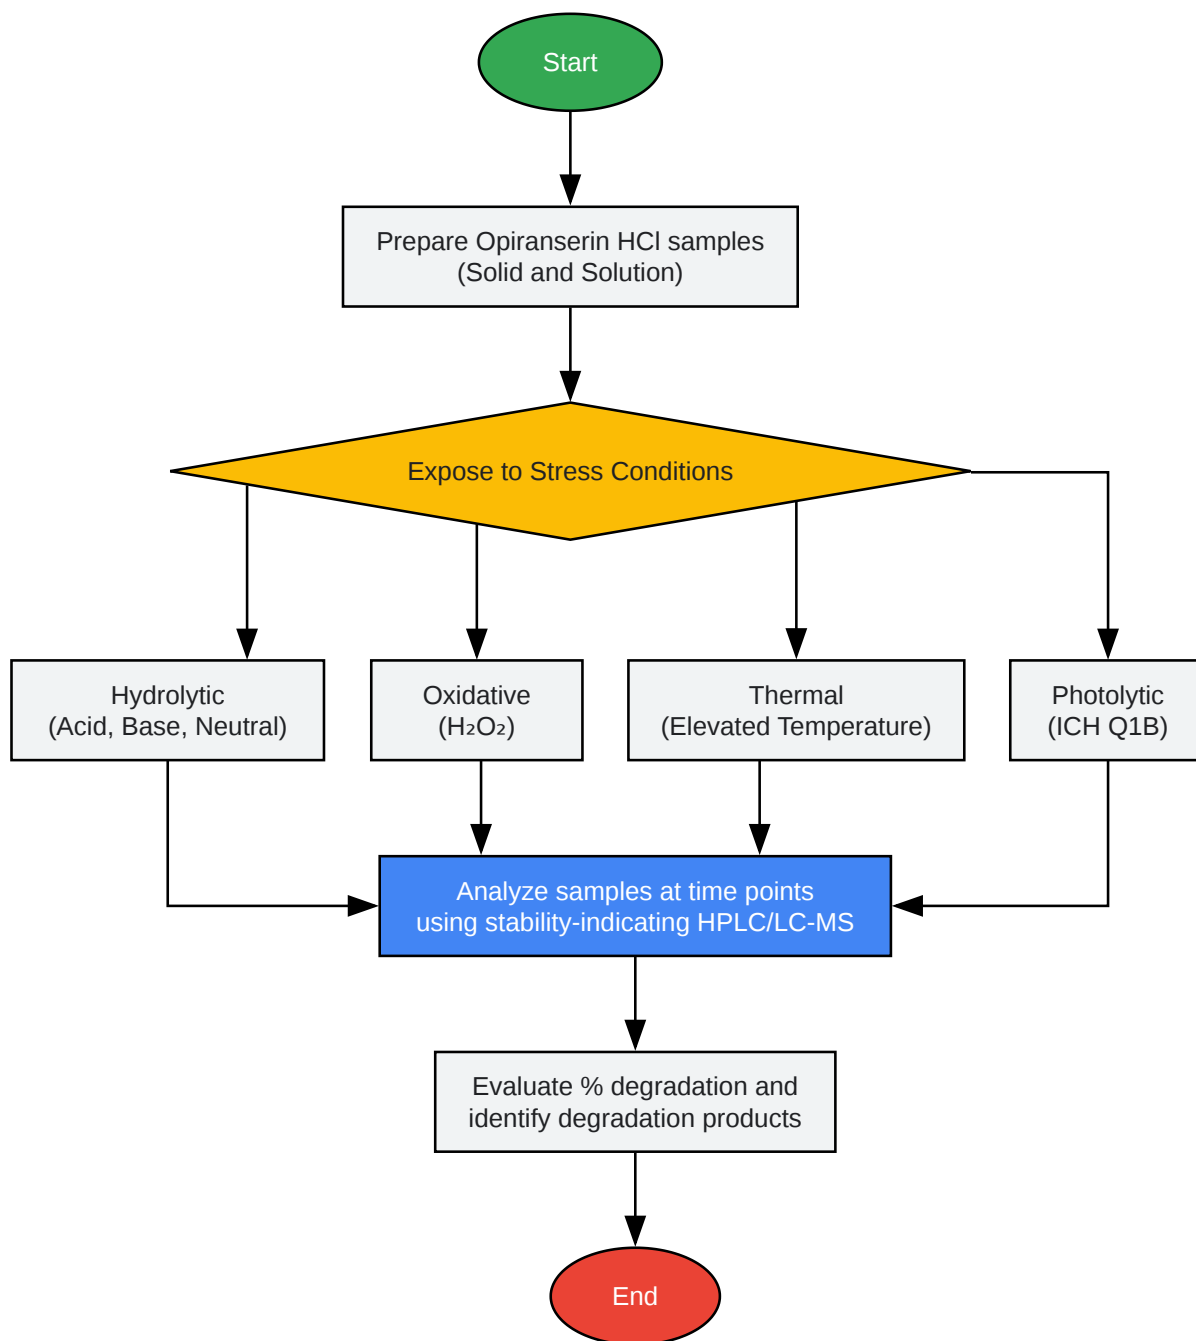 Start
Prepare Opiranserin HCl samples
(Solid and Solution)
Expose to Stress Conditions
Hydrolytic
(Acid, Base, Neutral)
Oxidative
(H₂O₂)
Thermal
(Elevated Temperature)
Photolytic
(ICH Q1B)
Analyze samples at time points
using stability-indicating HPLC/LC-MS
Evaluate % degradation and
identify degradation products
End